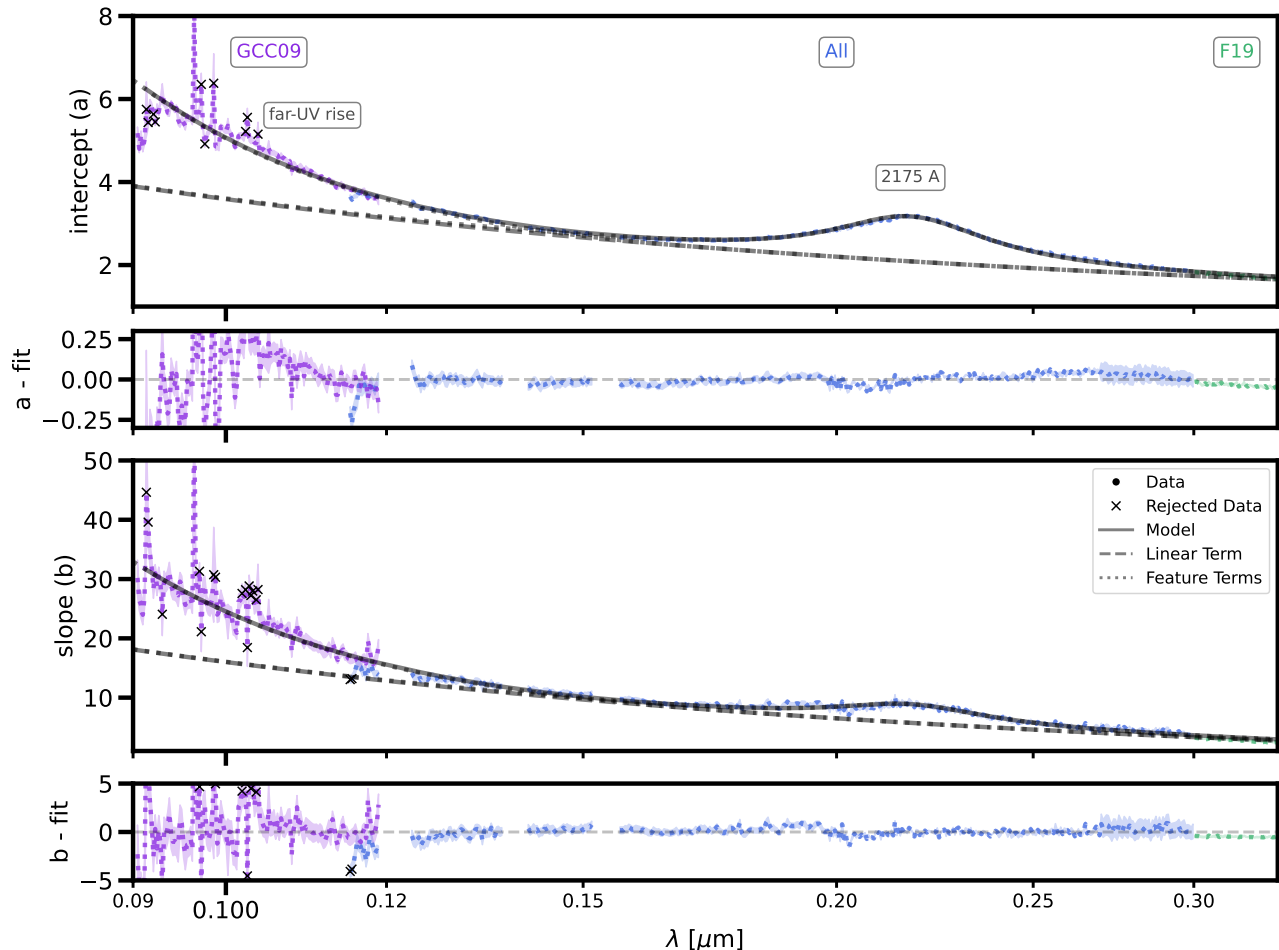 8
6
4
2
intercept (a)
GCC09
All
F19
far-UV rise
2175 A
0.25
0.00
−0.25
a - fit
50
40
30
20
10
slope (b)
Data
Rejected Data
Model
Linear Term
Feature Terms
5
0
−5
b - fit
0.09
0.100
0.12
0.15
0.20
0.25
0.30
λ [μm]